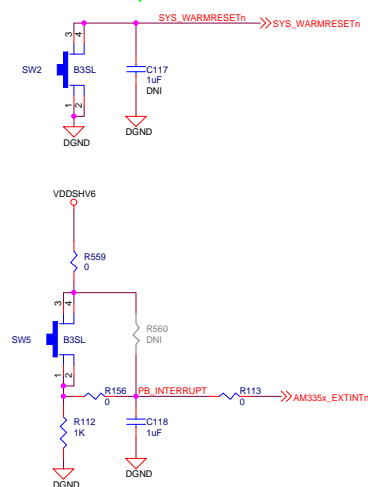 SYS_WARMRESETn
SYS_WARMRESETn
3
4
SW2
B3SL
C117
1uF
DNI
1
2
DGND
DGND
VDDSHV6
R559
0
3
4
R560
DNI
SW5
B3SL
1
2
R156
0
PB_INTERRUPT
R113
0
AM335x_EXTINTn
R112
1K
C118
1uF
DGND
DGND